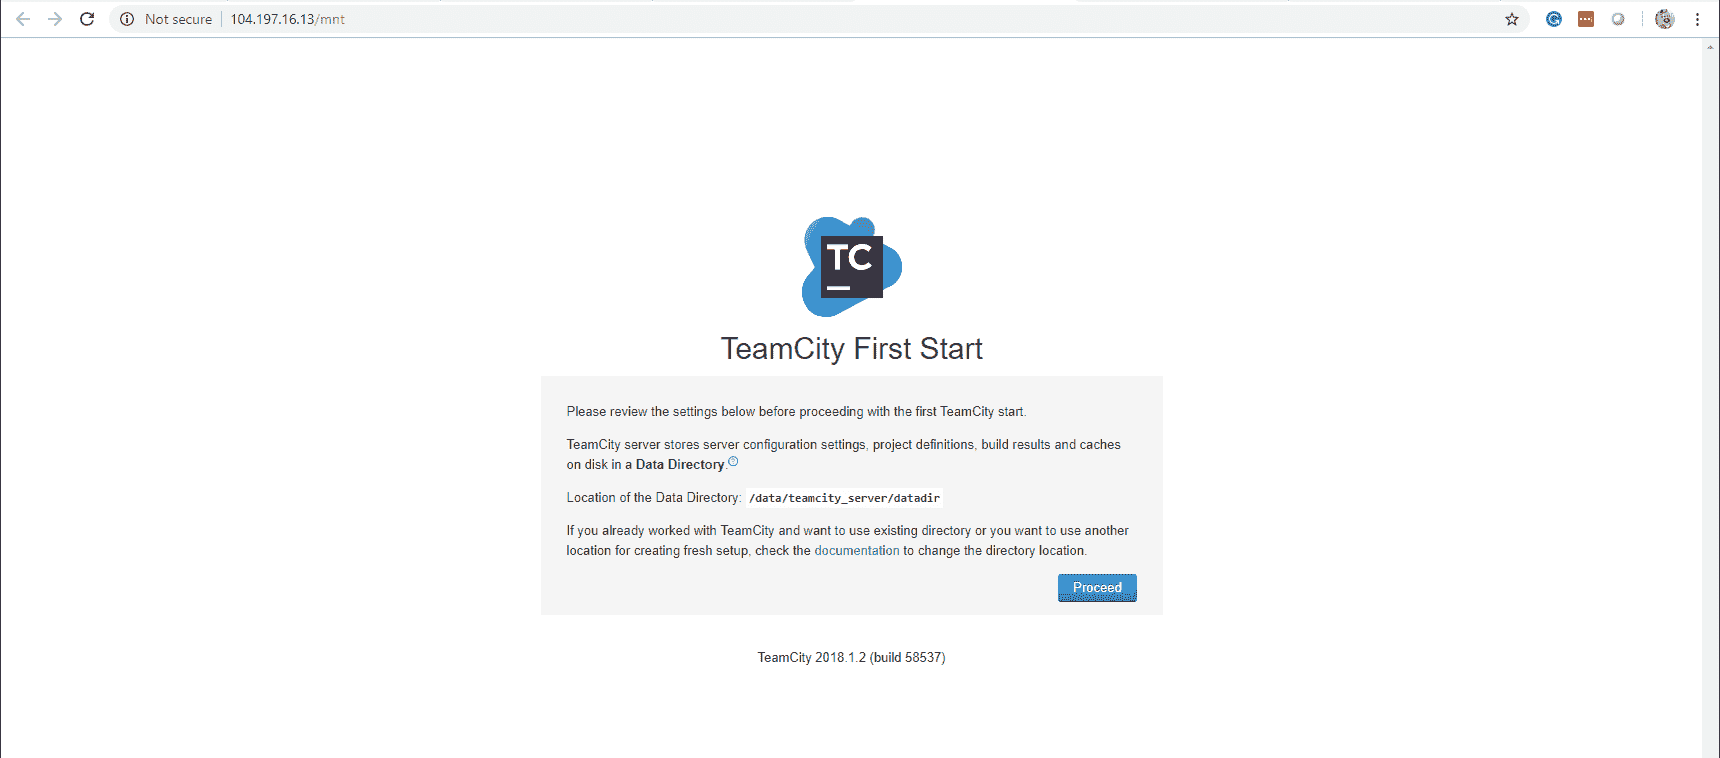 Not secure 104.197.16.13/mnt
TC
TeamCity First Start
Please review the settings below before proceeding with the first TeamCity start.
TeamCity server stores server configuration settings, project definitions, build results and caches
on disk in a Data Directory.
Location of the Data Directory: /data/teamcity_server/datadir
If you already worked with TeamCity and want to use existing directory or you want to use another
location for creating fresh setup, check the documentation to change the directory location.
Proceed
TeamCity 2018.1.2 (build 58537)